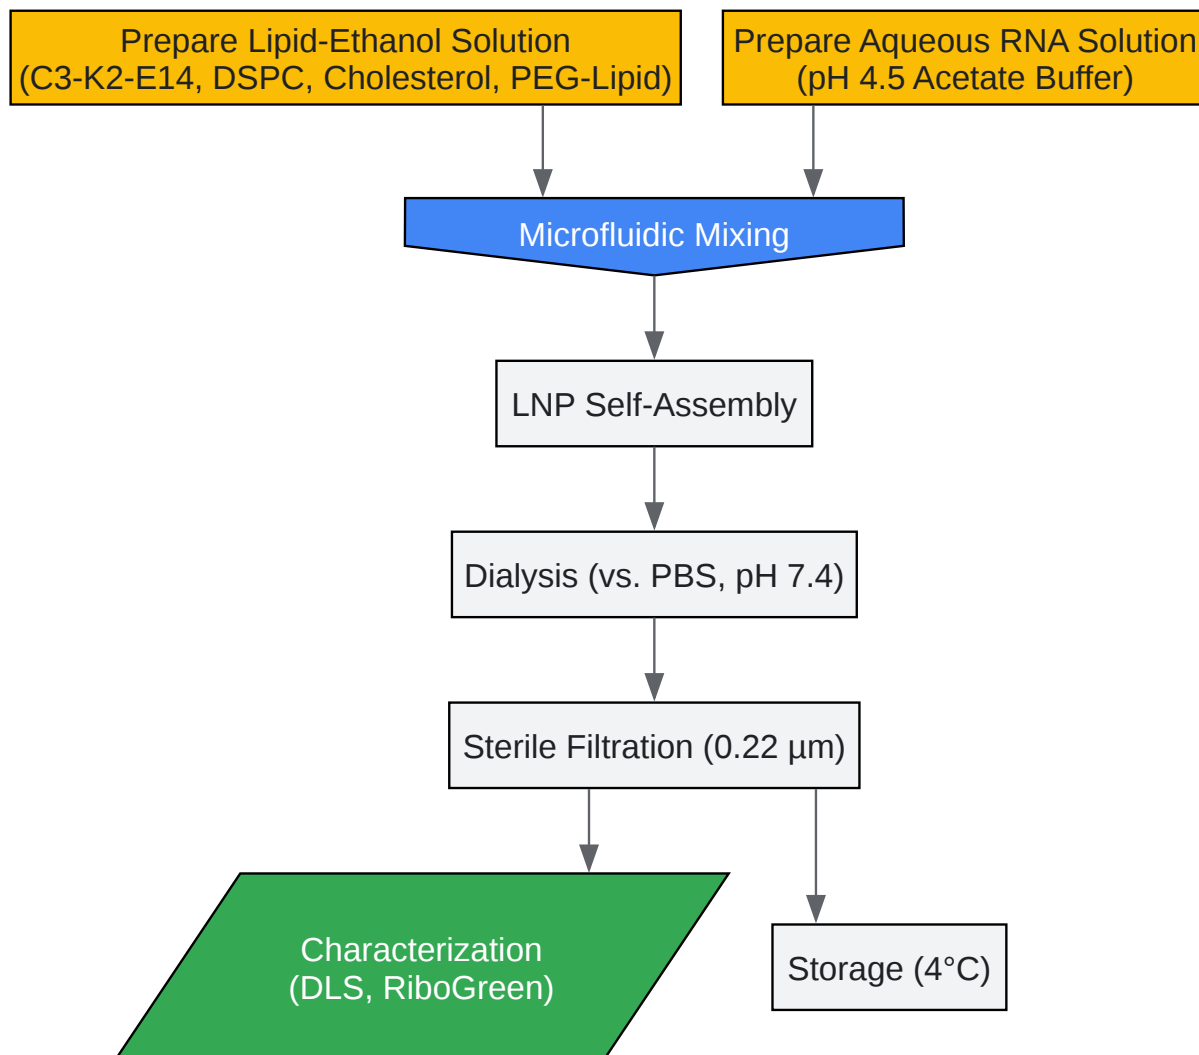 Prepare Lipid-Ethanol Solution
(C3-K2-E14, DSPC, Cholesterol, PEG-Lipid)
Prepare Aqueous RNA Solution
(pH 4.5 Acetate Buffer)
Microfluidic Mixing
LNP Self-Assembly
Dialysis (vs. PBS, pH 7.4)
Sterile Filtration (0.22 µm)
Characterization
(DLS, RiboGreen)
Storage (4°C)